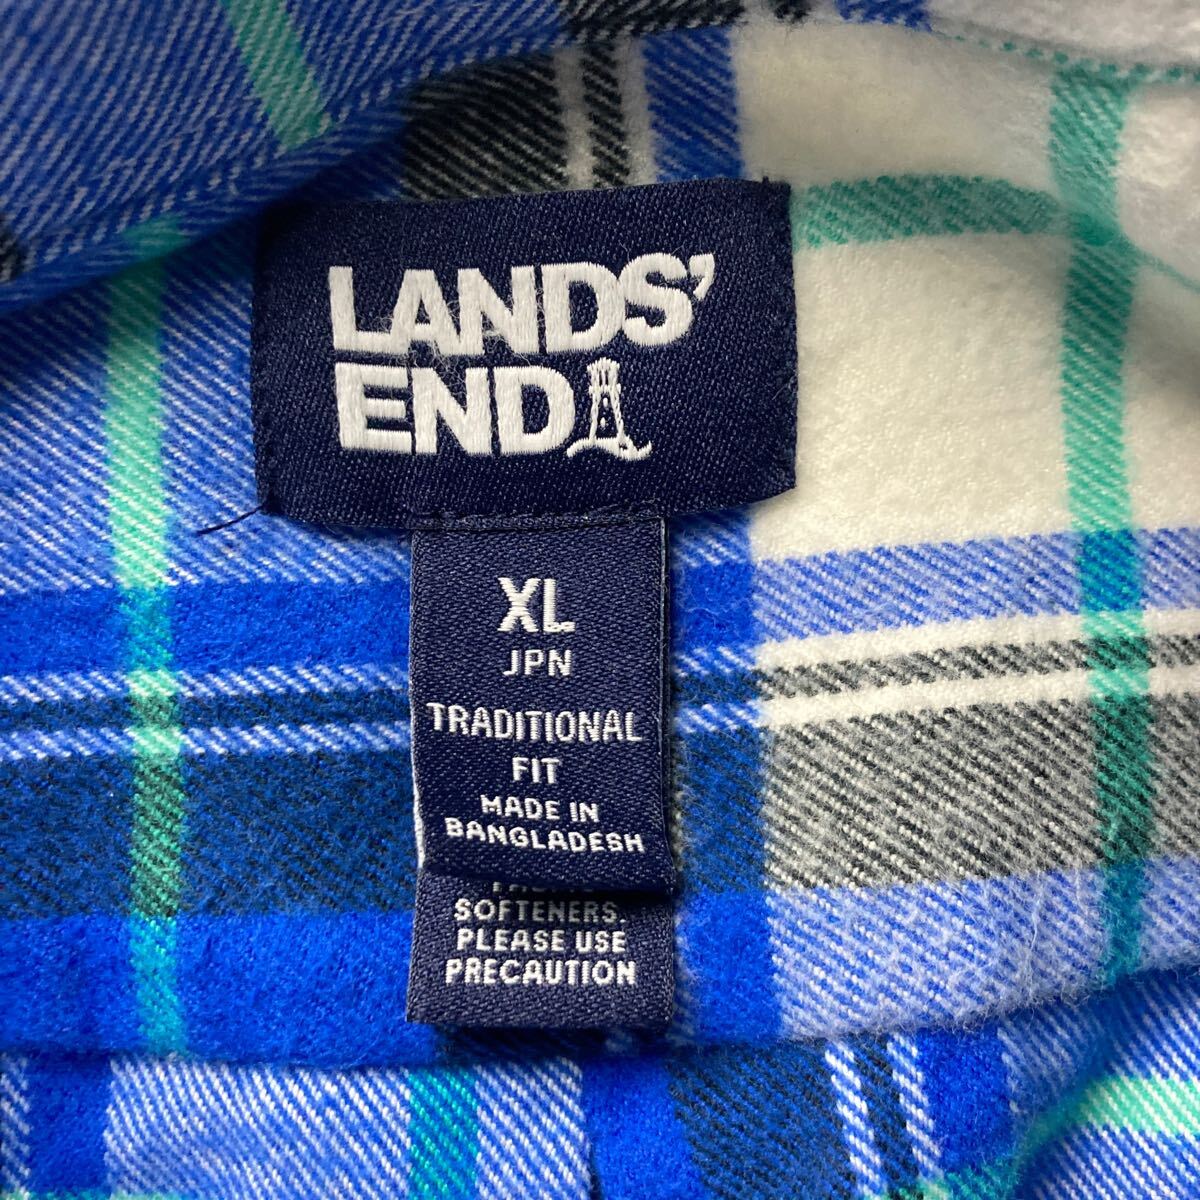 LANDS'
END
XL
JPN
TRADITIONAL
FIT
MADE IN
BANGLADESH
SOFTENERS.
PLEASE USE
PRECAUTION